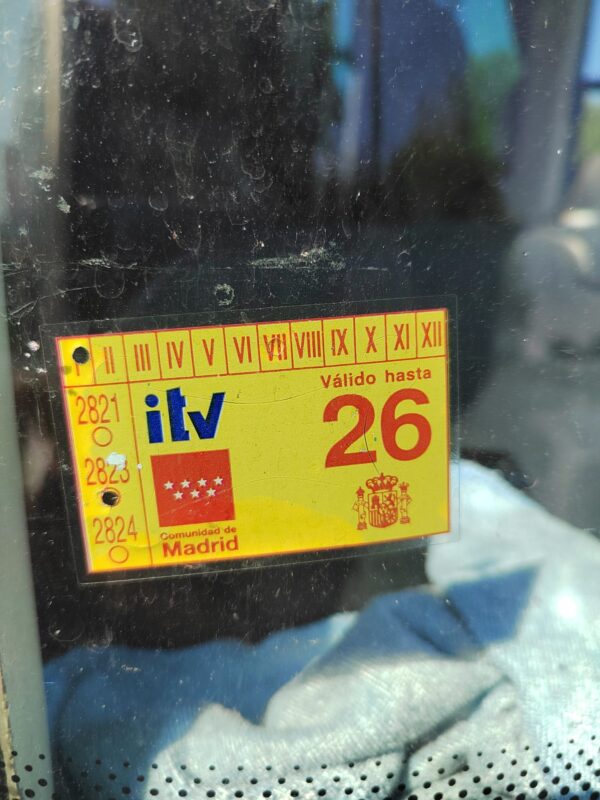 I II III IV V VI VII VIII IX X XI XII
Válido hasta
2821
itv
26
2823
2824
Comunidad de
Madrid